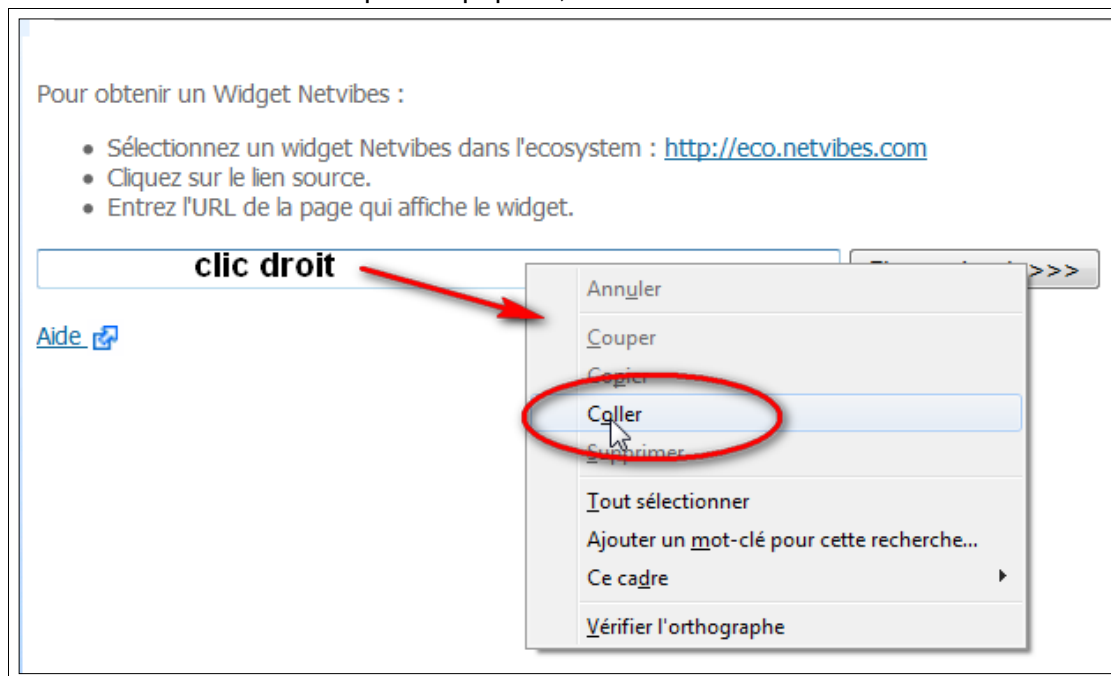 Pour obtenir un Widget Netvibes :
• Sélectionnez un widget Netvibes dans l'ecosystem : http://eco.netvibes.com
• Cliquez sur le lien source.
• Entrez l'URL de la page qui affiche le widget.
clic droit
>>>
Aide
Annuler
Couper
Copier
Coller
Supprimer
Tout sélectionner
Ajouter un mot-clé pour cette recherche...
Ce cadre
Vérifier l'orthographe